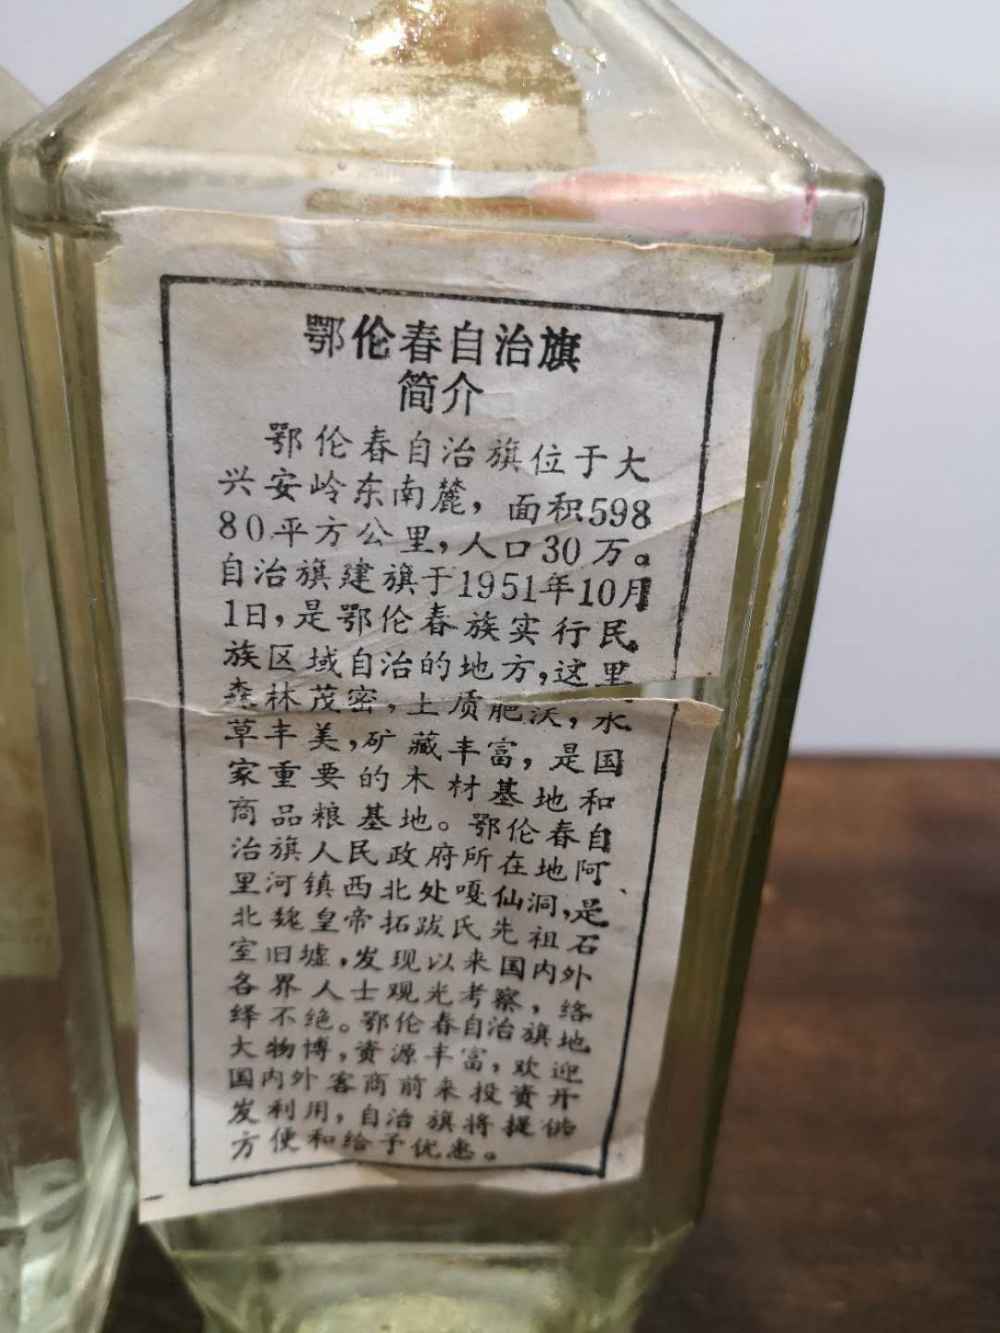 鄂伦春自治旗
简介
鄂伦春自治旗位于大
兴安岭东南麓，面积598
80平方公里，人口30万。
自治旗建旗于1951年10月
1日，是鄂伦春族实行民
族区域自治的地方，这里
森林茂密，土质肥沃，水
草丰美，矿藏丰富，是国
家重要的木材基地和
商品粮基地。鄂伦春自
治旗人民政府所在地阿
里河镇西北处嘎仙洞，是
北魏皇帝拓跋氏先祖石
室旧墟，发现以来国内外
各界人士观光考察，络
绎不绝。鄂伦春自治旗地
大物博，资源丰富，欢迎
国内外客商前来投资开
发利用，自治旗将提供
方便和给予优惠。